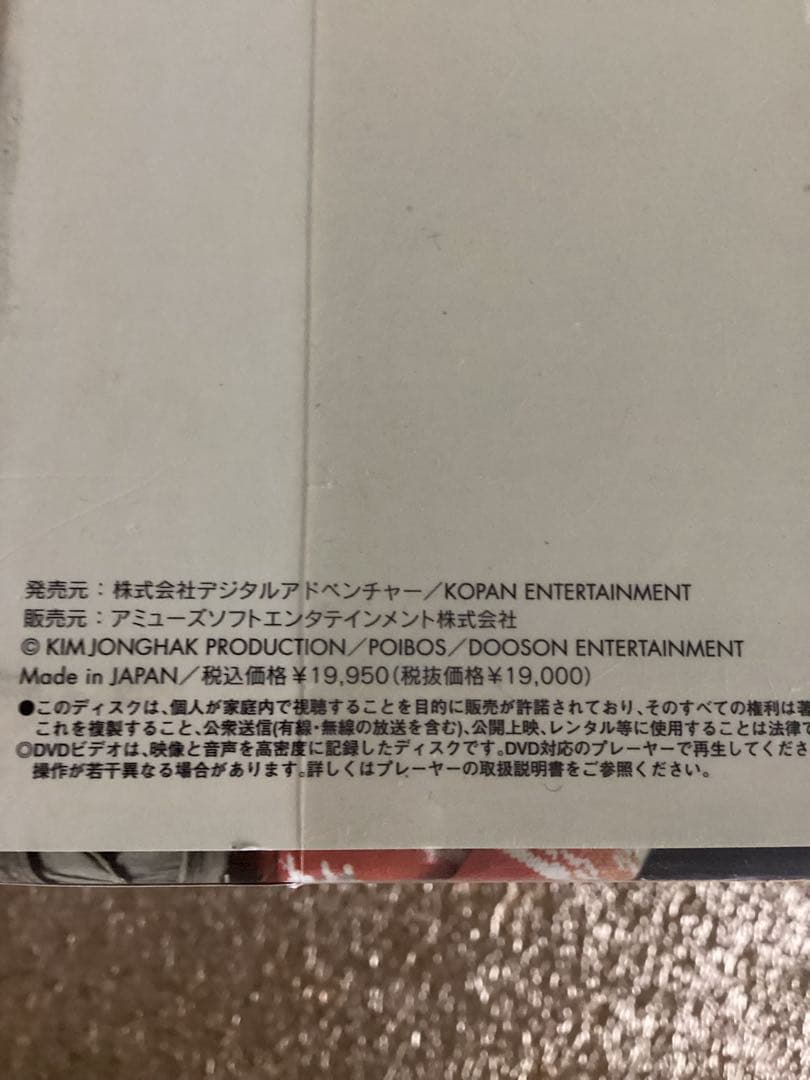 発売元：株式会社デジタルアドベンチャー／KOPAN ENTERTAINMENT
販売元：アミューズソフトエンタテインメント株式会社
© KIM JONGHAK PRODUCTION／POIBOS／DOOSON ENTERTAINMENT
Made in JAPAN／税込価格￥19,950（税抜価格￥19,000）
●このディスクは、個人が家庭内で視聴することを目的に販売が許諾されており、そのすべての権利は著
これを複製すること、公衆送信(有線・無線の放送を含む)、公開上映、レンタル等に使用することは法律で
◎DVDビデオは、映像と音声を高密度に記録したディスクです。DVD対応のプレーヤーで再生してくださ
操作が若干異なる場合があります。詳しくはプレーヤーの取扱説明書をご参照ください。